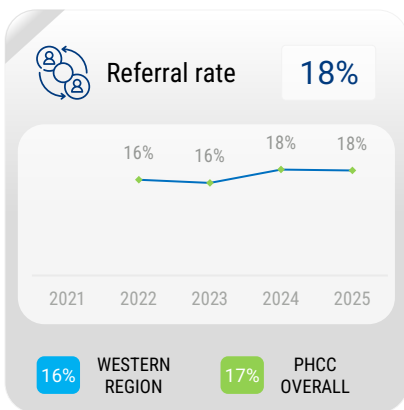 Referral rate 18%
16% 16% 18% 18%
2021 2022 2023 2024 2025
16% WESTERN REGION
17% PHCC OVERALL